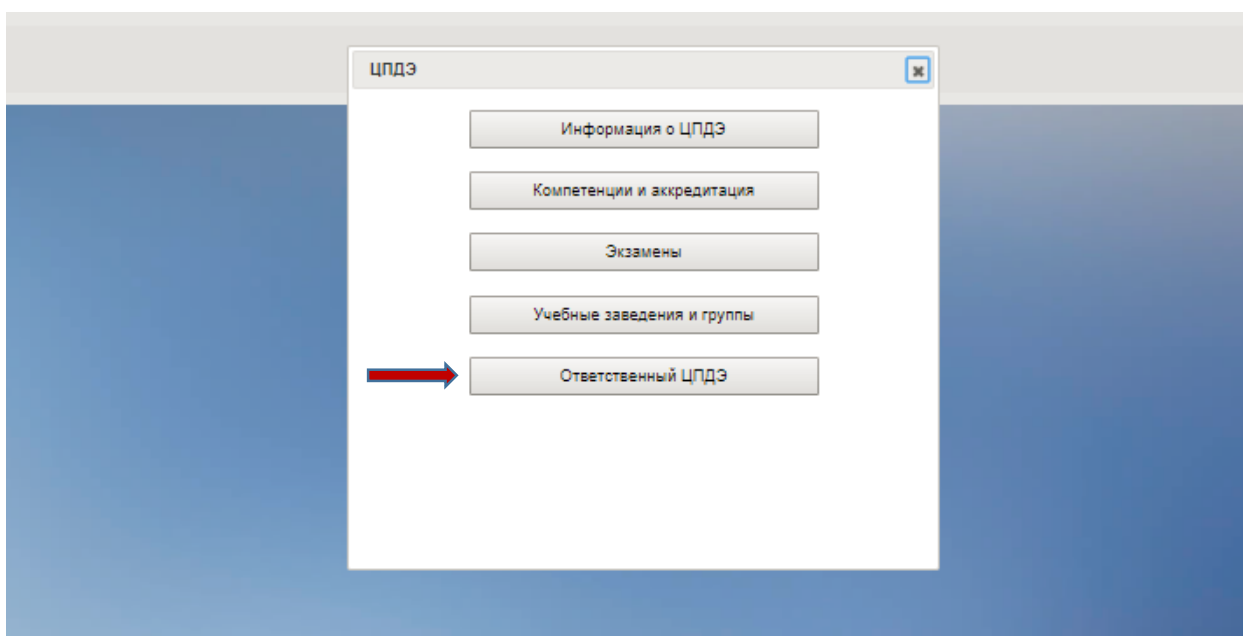 ЦПДЭ
Информация о ЦПДЭ
Компетенции и аккредитация
Экзамены
Учебные заведения и группы
Ответственный ЦПДЭ